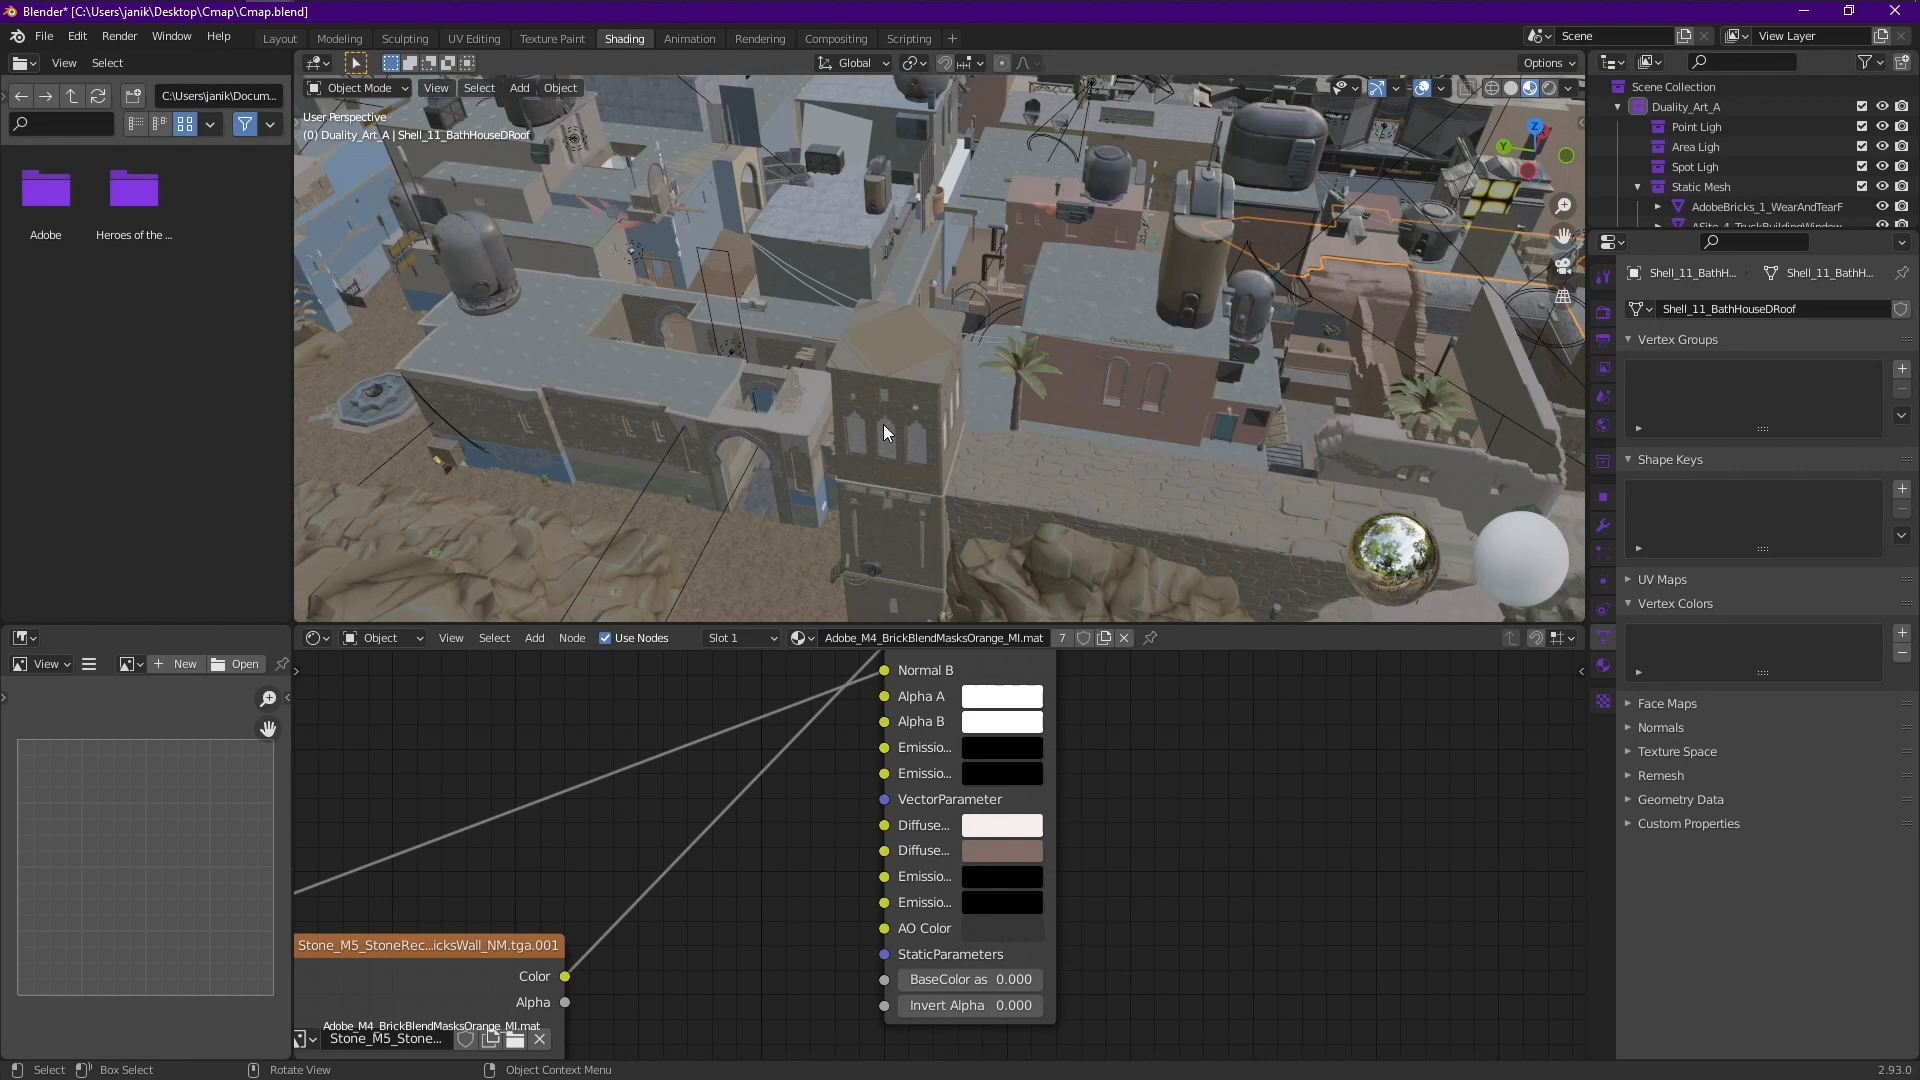 Blender* [C:\Users\janik\Desktop\Cmap\Cmap.blend]
File Edit Render Window Help
Layout Modeling Sculpting UV Editing Texture Paint Shading Animation Rendering Compositing Scripting
Scene
View Layer
View Select
Global
Options
C:\Users\janik\Docum...
Object Mode View Select Add Object
User Perspective
(0) Duality_Art_A | Shell_11_BathHouseDRoof
Z
Y
Adobe
Heroes of the ...
Scene Collection
Duality_Art_A
Point Ligh
Area Ligh
Spot Ligh
Static Mesh
AdobeBricks_1_WearAndTearF
ASite_4_TruckBuildingWindow
Shell_11_BathH...
Shell_11_BathH...
Shell_11_BathHouseDRoof
Vertex Groups
Shape Keys
UV Maps
Vertex Colors
Face Maps
Normals
Texture Space
Remesh
Geometry Data
Custom Properties
View New Open
Object View Select Add Node Use Nodes Slot 1 Adobe_M4_BrickBlendMasksOrange_MI.mat 7
Normal B
Alpha A
Alpha B
Emissio...
Emissio...
VectorParameter
Diffuse...
Diffuse...
Emissio...
Emissio...
AO Color
StaticParameters
BaseColor as 0.000
Invert Alpha 0.000
Stone_M5_StoneRec...icksWall_NM.tga.001
Color
Alpha
Adobe_M4_BrickBlendMasksOrange_MI.mat
Stone_M5_Stone...
Select Box Select Rotate View Object Context Menu 2.93.0